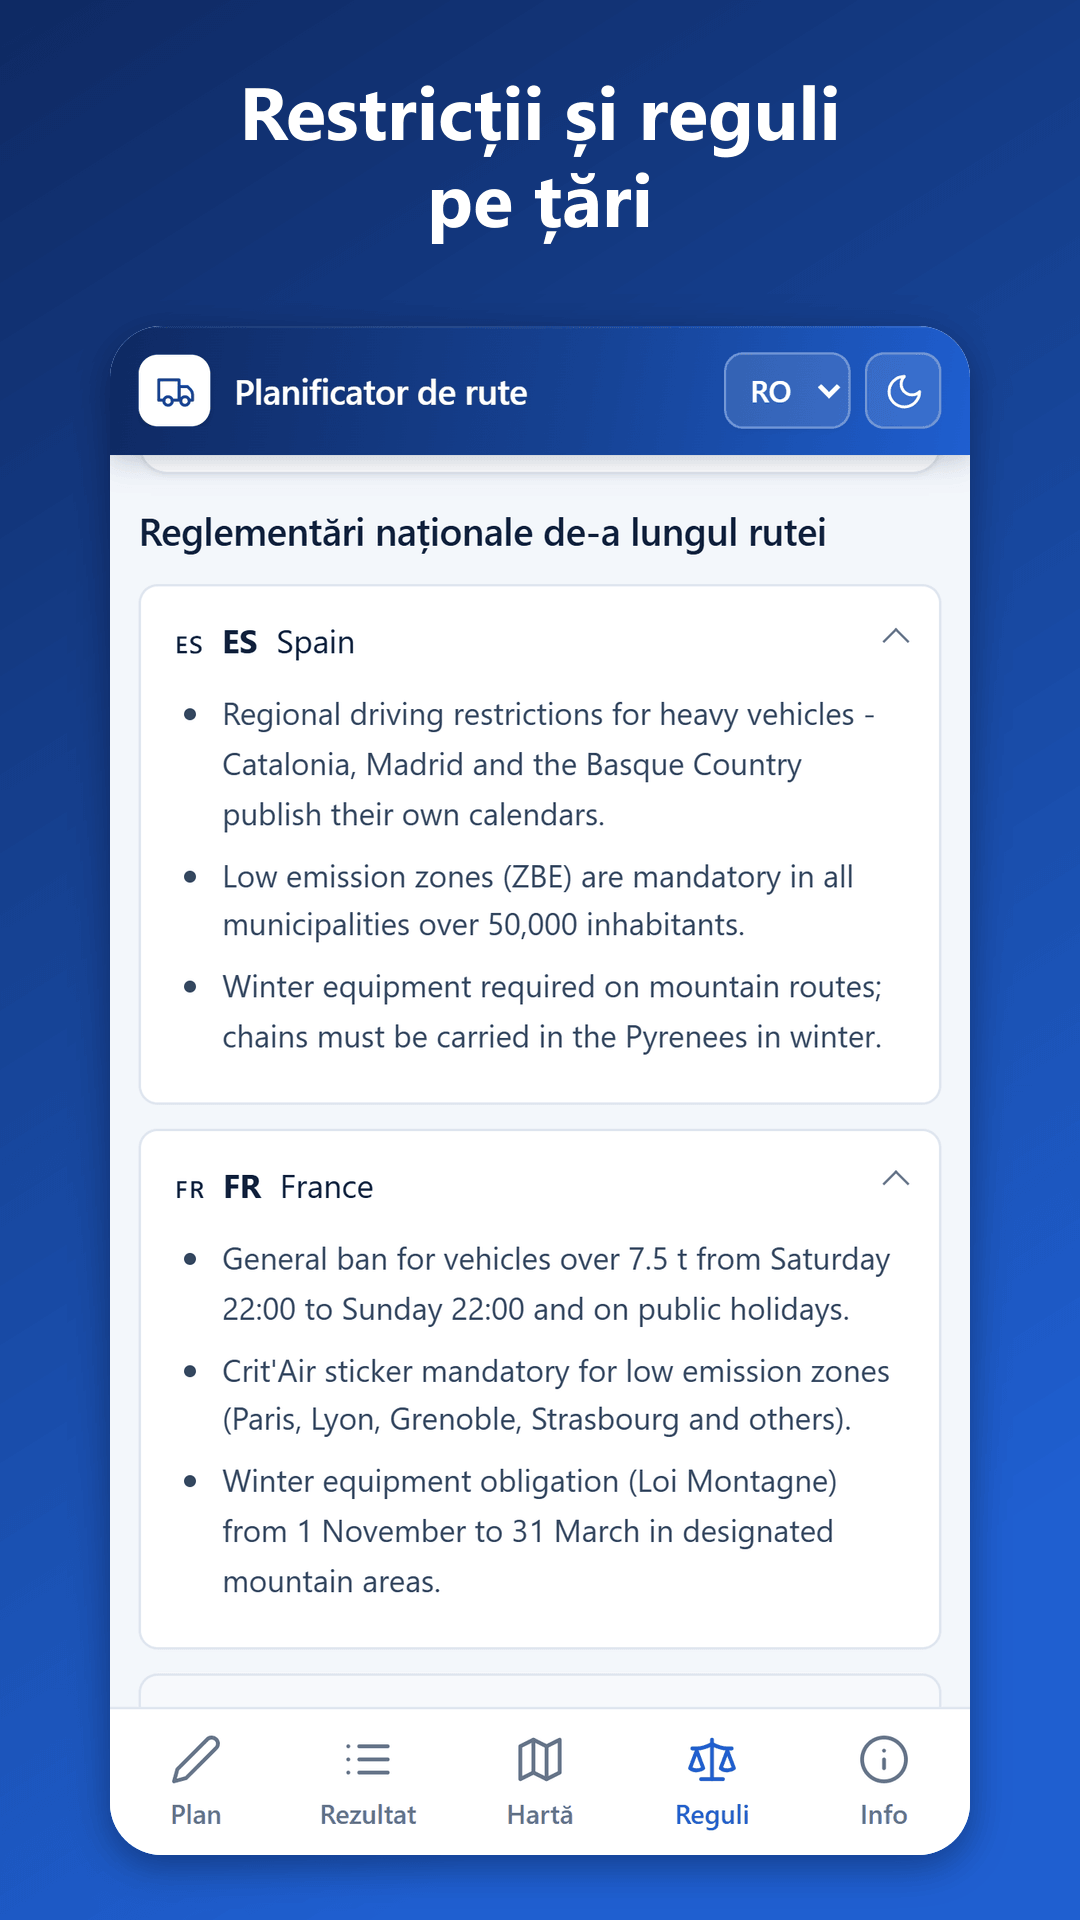 Restricții și reguli
pe țări
Planificator de rute
RO
Reglementări naționale de-a lungul rutei
ES ES Spain
Regional driving restrictions for heavy vehicles -
Catalonia, Madrid and the Basque Country
publish their own calendars.
Low emission zones (ZBE) are mandatory in all
municipalities over 50,000 inhabitants.
Winter equipment required on mountain routes;
chains must be carried in the Pyrenees in winter.
FR FR France
General ban for vehicles over 7.5 t from Saturday
22:00 to Sunday 22:00 and on public holidays.
Crit'Air sticker mandatory for low emission zones
(Paris, Lyon, Grenoble, Strasbourg and others).
Winter equipment obligation (Loi Montagne)
from 1 November to 31 March in designated
mountain areas.
Plan
Rezultat
Hartă
Reguli
Info